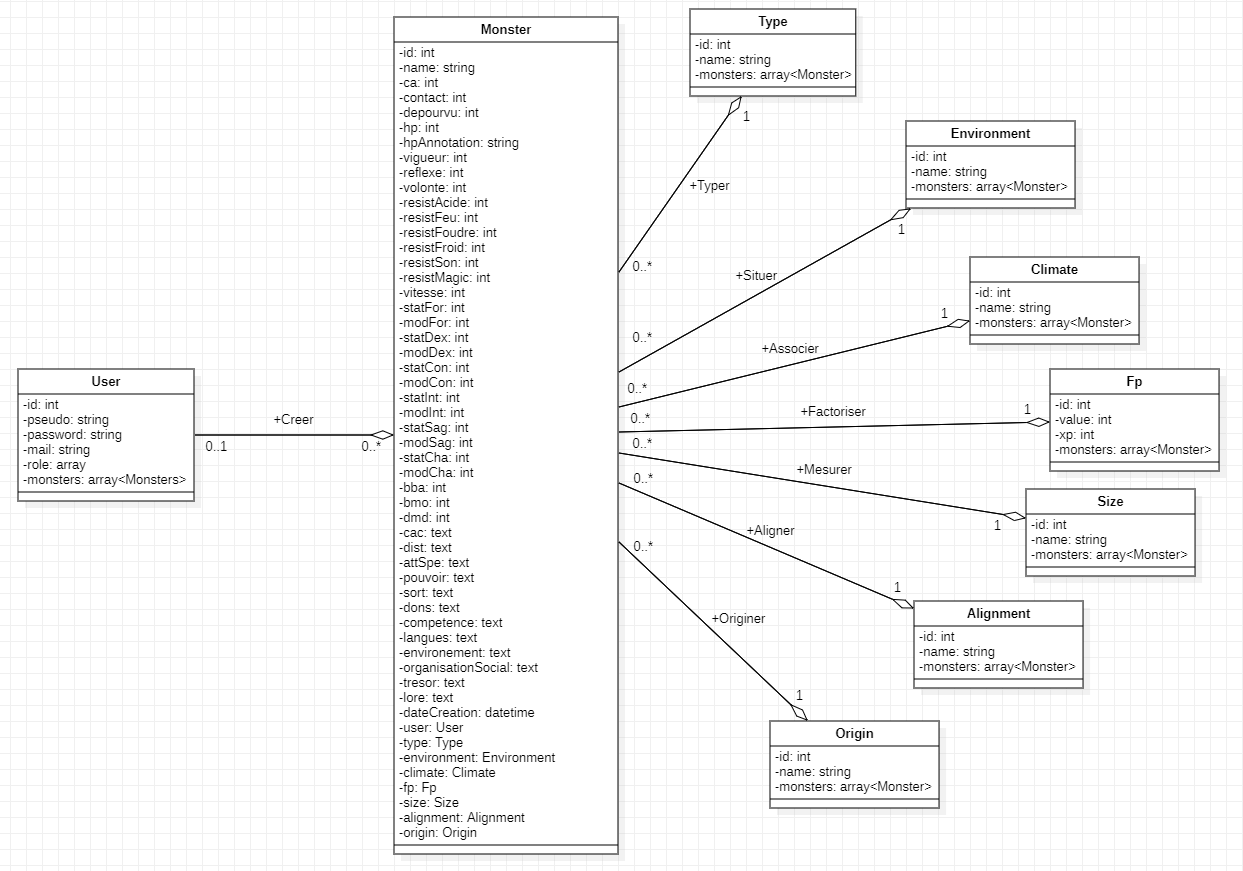 User
-id: int
-pseudo: string
-password: string
-mail: string
-role: array
-monsters: array<Monsters>
+Creer
0..1
0..*
Monster
-id: int
-name: string
-ca: int
-contact: int
-depourvu: int
-hp: int
-hpAnnotation: string
-vigueur: int
-reflexe: int
-volonte: int
-resistAcide: int
-resistFeu: int
-resistFoudre: int
-resistFroid: int
-resistSon: int
-resistMagic: int
-vitesse: int
-statFor: int
-modFor: int
-statDex: int
-modDex: int
-statCon: int
-modCon: int
-statInt: int
-modInt: int
-statSag: int
-modSag: int
-statCha: int
-modCha: int
-bba: int
-bmo: int
-dmd: int
-cac: text
-dist: text
-attSpe: text
-pouvoir: text
-sort: text
-dons: text
-competence: text
-langues: text
-environement: text
-organisationSocial: text
-tresor: text
-lore: text
-dateCreation: datetime
-user: User
-type: Type
-environment: Environment
-climate: Climate
-fp: Fp
-size: Size
-alignment: Alignment
-origin: Origin
Type
-id: int
-name: string
-monsters: array<Monster>
1
+Typer
0..*
Environment
-id: int
-name: string
-monsters: array<Monster>
1
+Situer
0..*
Climate
-id: int
-name: string
-monsters: array<Monster>
1
+Associer
0..*
Fp
-id: int
-value: int
-xp: int
-monsters: array<Monster>
1
+Factoriser
0..*
Size
-id: int
-name: string
-monsters: array<Monster>
1
+Mesurer
0..*
Alignment
-id: int
-name: string
-monsters: array<Monster>
1
+Aligner
0..*
Origin
-id: int
-name: string
-monsters: array<Monster>
1
+Originer
0..*